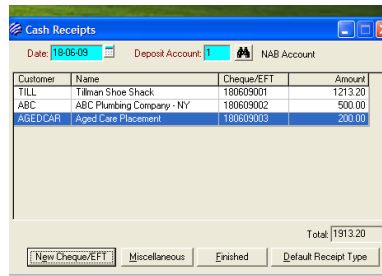 Cash Receipts
Date: 18-06-09 Deposit Account: 1 NAB Account
Customer Name Cheque/EFT Amount
TILL Tillman Shoe Shack 180609001 1213.20
ABC ABC Plumbing Company - NY 180609002 500.00
AGEDCAR Aged Care Placement 180609003 200.00
Total: 1913.20
New Cheque/EFT Miscellaneous Finished Default Receipt Type